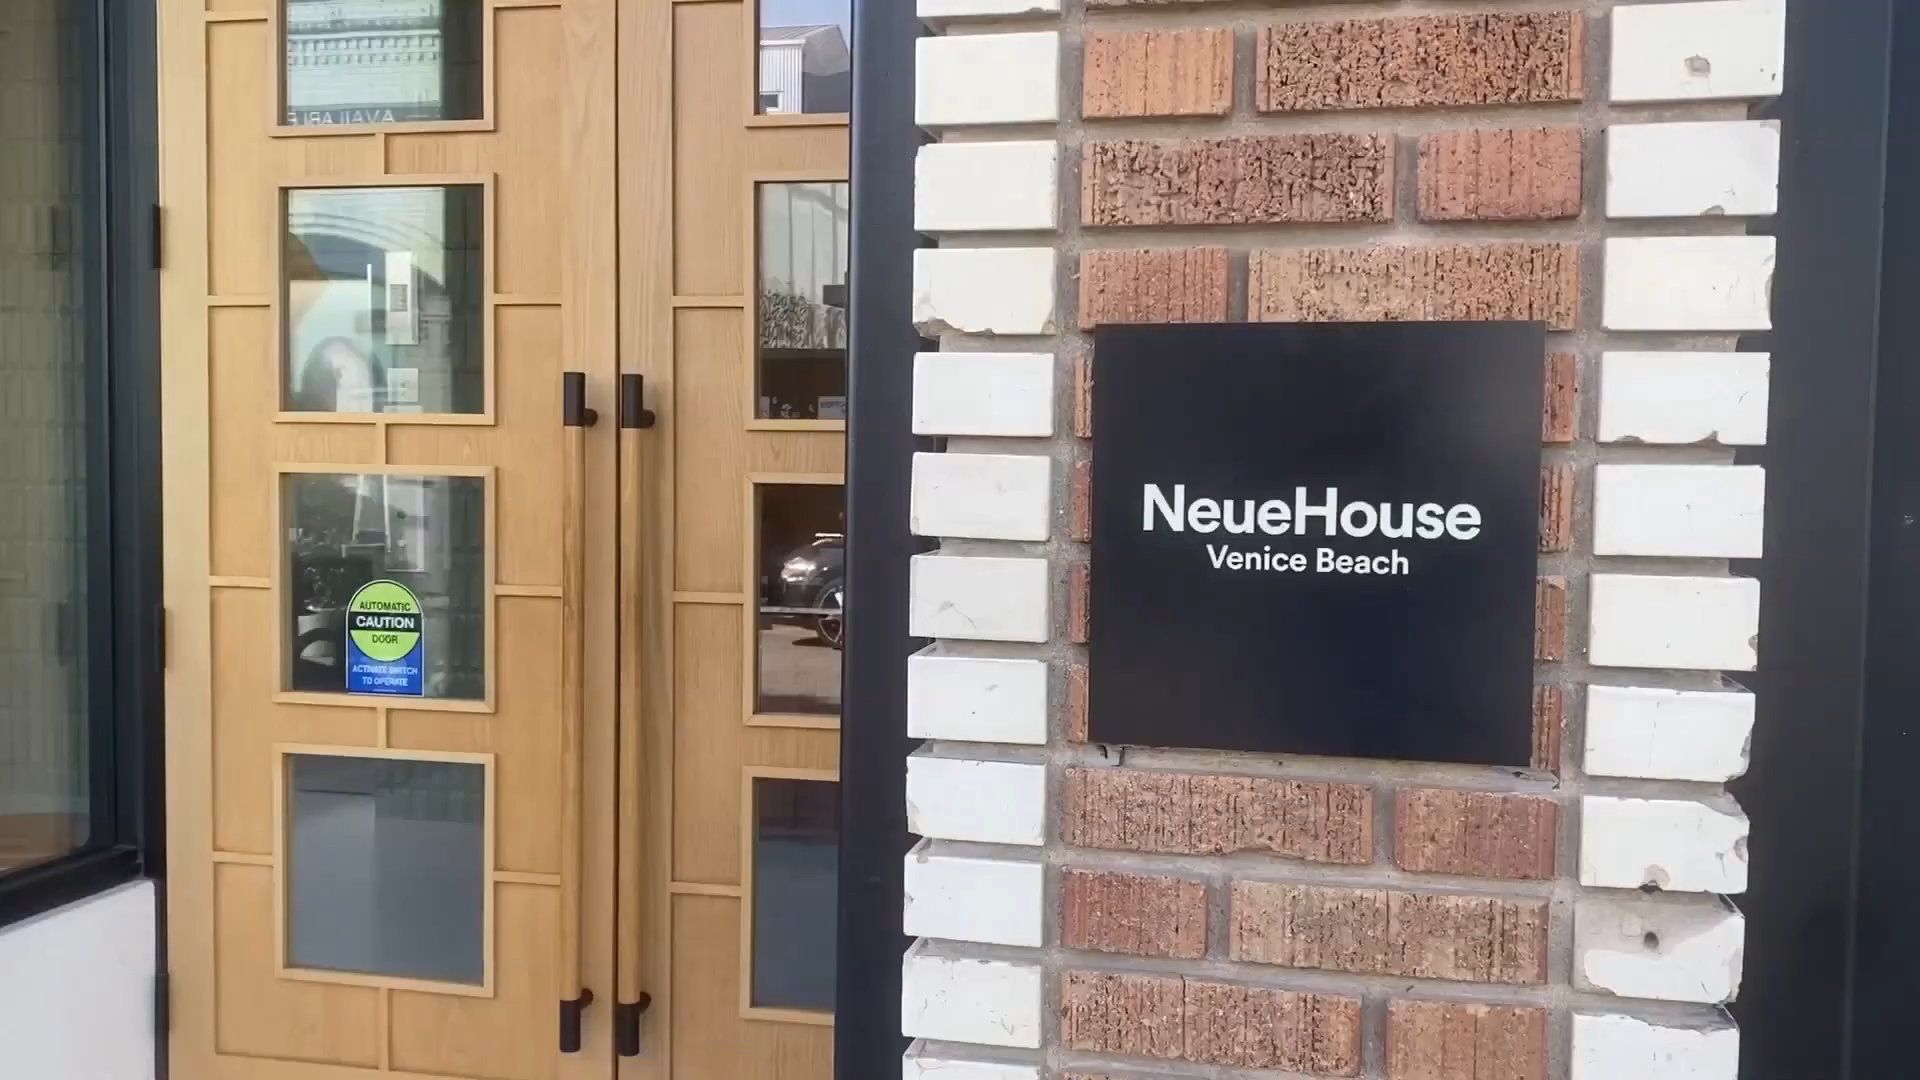 AUTOMATIC
CAUTION
DOOR
ACTIVATE SWITCH
TO OPERATE
NeueHouse
Venice Beach